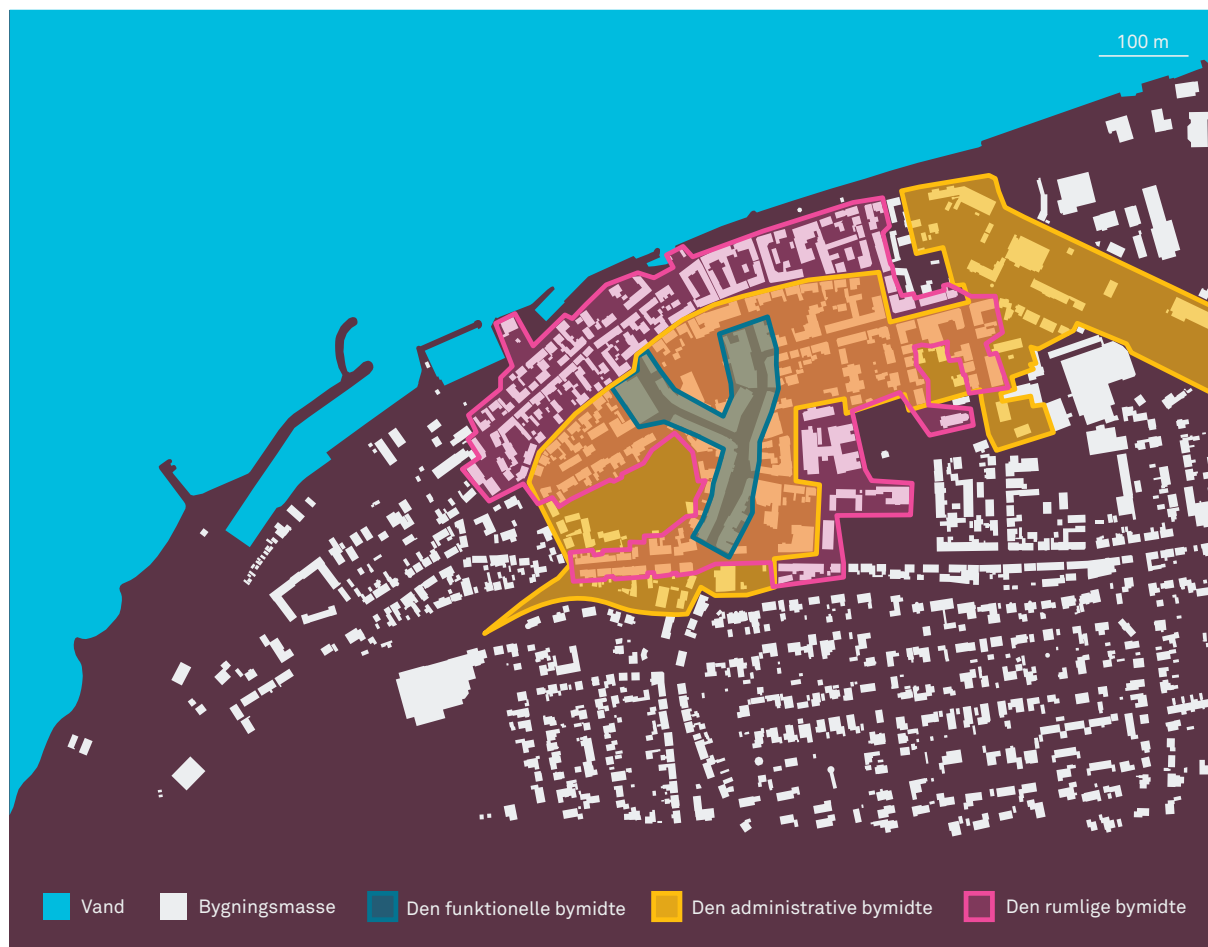 100 m
Vand
Bygningsmasse
Den funktionelle bymidte
Den administrative bymidte
Den rumlige bymidte